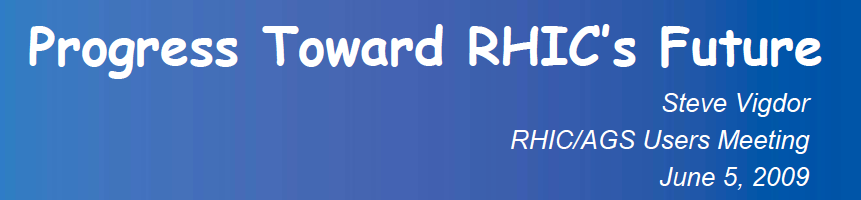 Progress Toward RHIC's Future
Steve Vigdor
RHIC/AGS Users Meeting
June 5, 2009